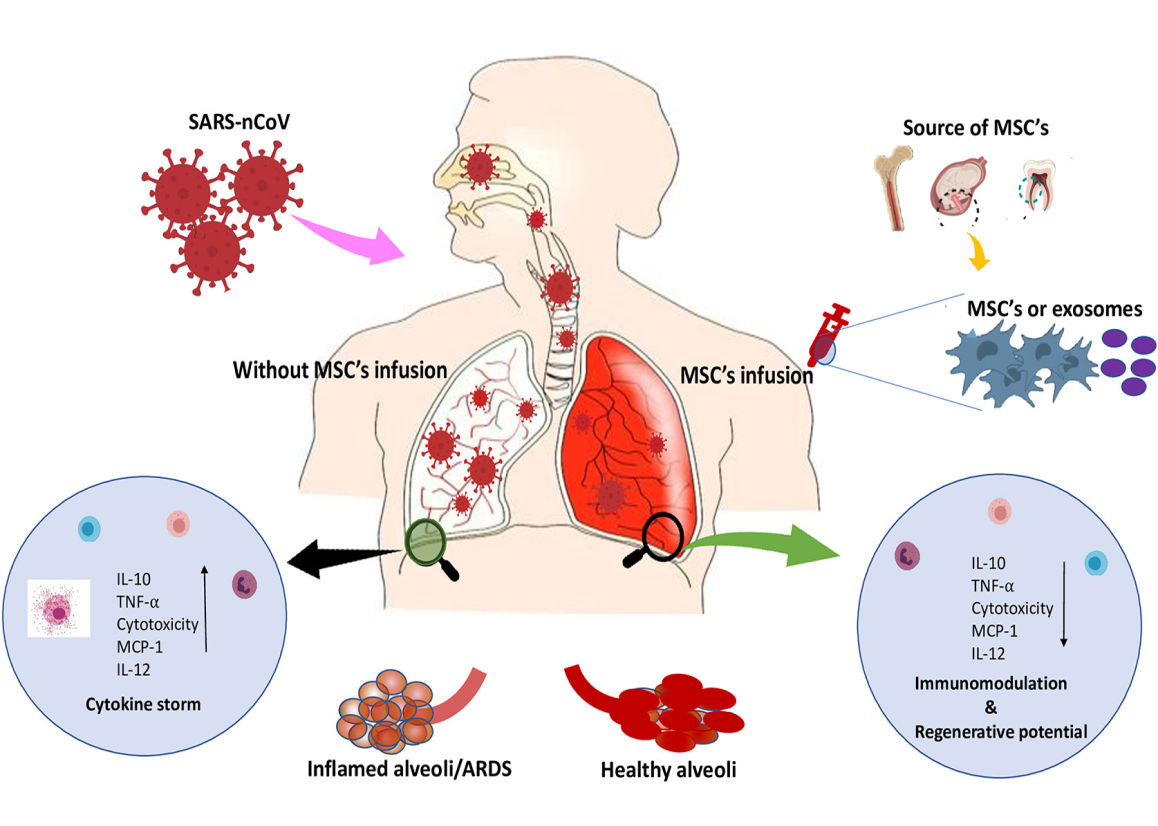 SARS-nCoV
Source of MSC's
MSC's or exosomes
Without MSC's infusion
MSC's infusion
IL-10
TNF-α
Cytotoxicity
MCP-1
IL-12
Cytokine storm
IL-10
TNF-α
Cytotoxicity
MCP-1
IL-12
Immunomodulation
&
Regenerative potential
Inflamed alveoli/ARDS
Healthy alveoli